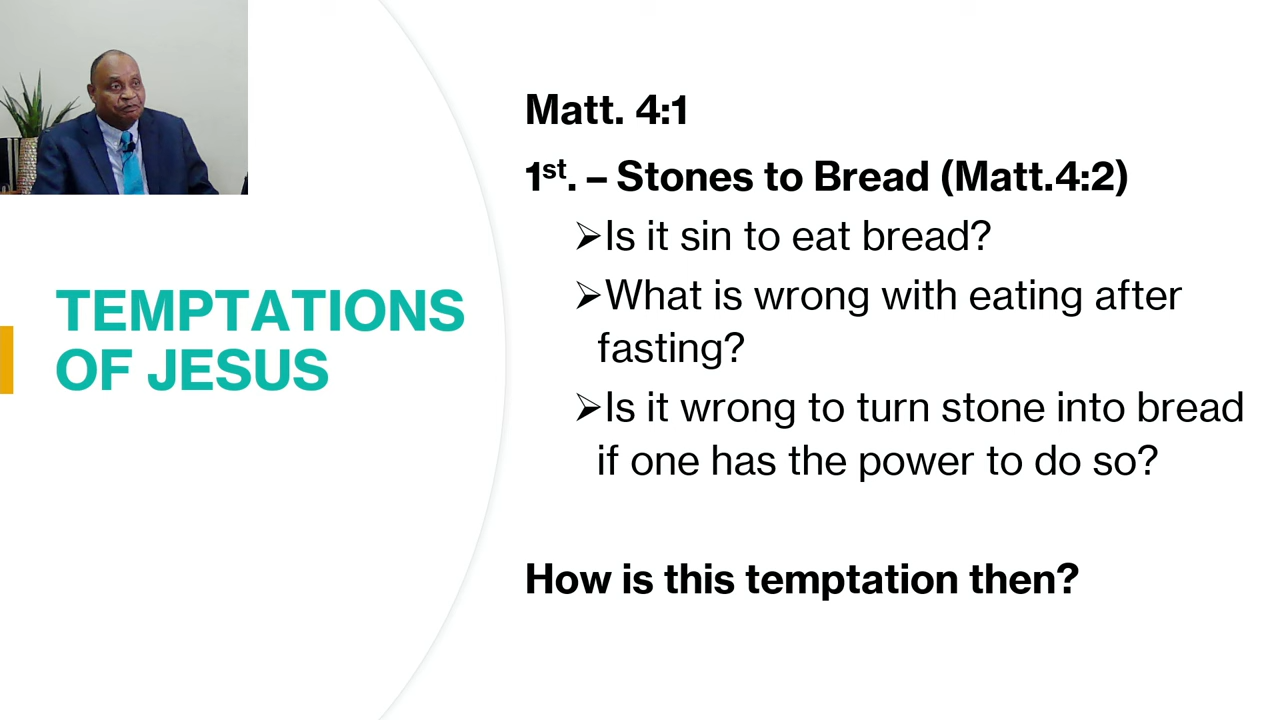 TEMPTATIONS
OF JESUS
Matt. 4:1
1st. – Stones to Bread (Matt.4:2)
➢Is it sin to eat bread?
➢What is wrong with eating after
fasting?
➢Is it wrong to turn stone into bread
if one has the power to do so?
How is this temptation then?